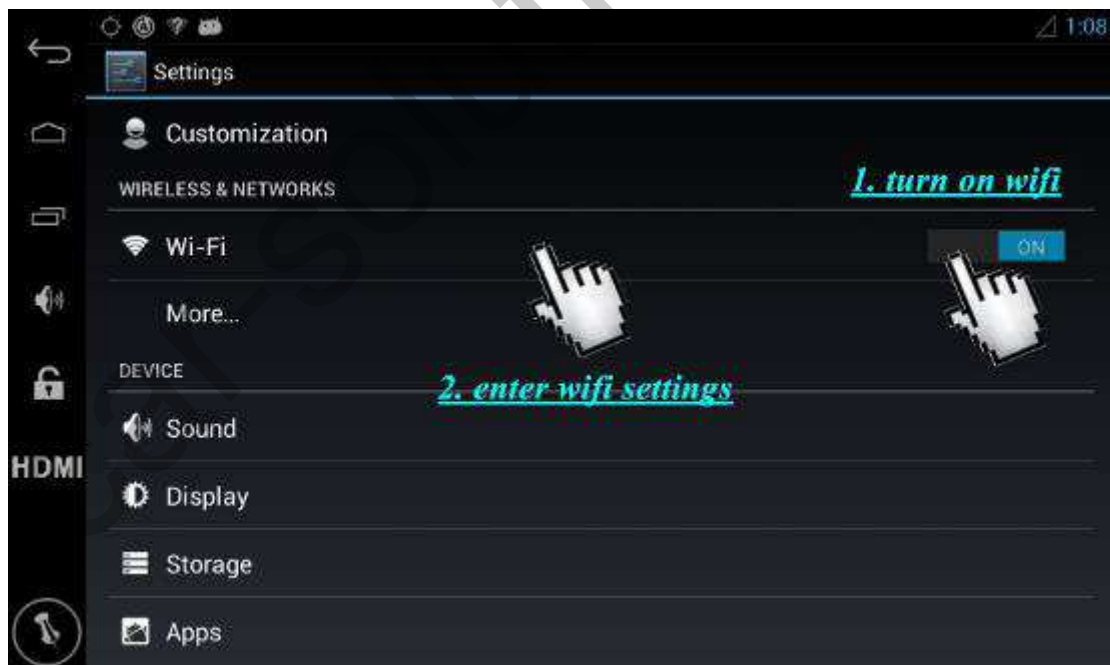 1:08
Settings
Customization
WIRELESS & NETWORKS
1. turn on wifi
Wi-Fi
ON
More...
DEVICE
2. enter wifi settings
Sound
HDMI
Display
Storage
Apps